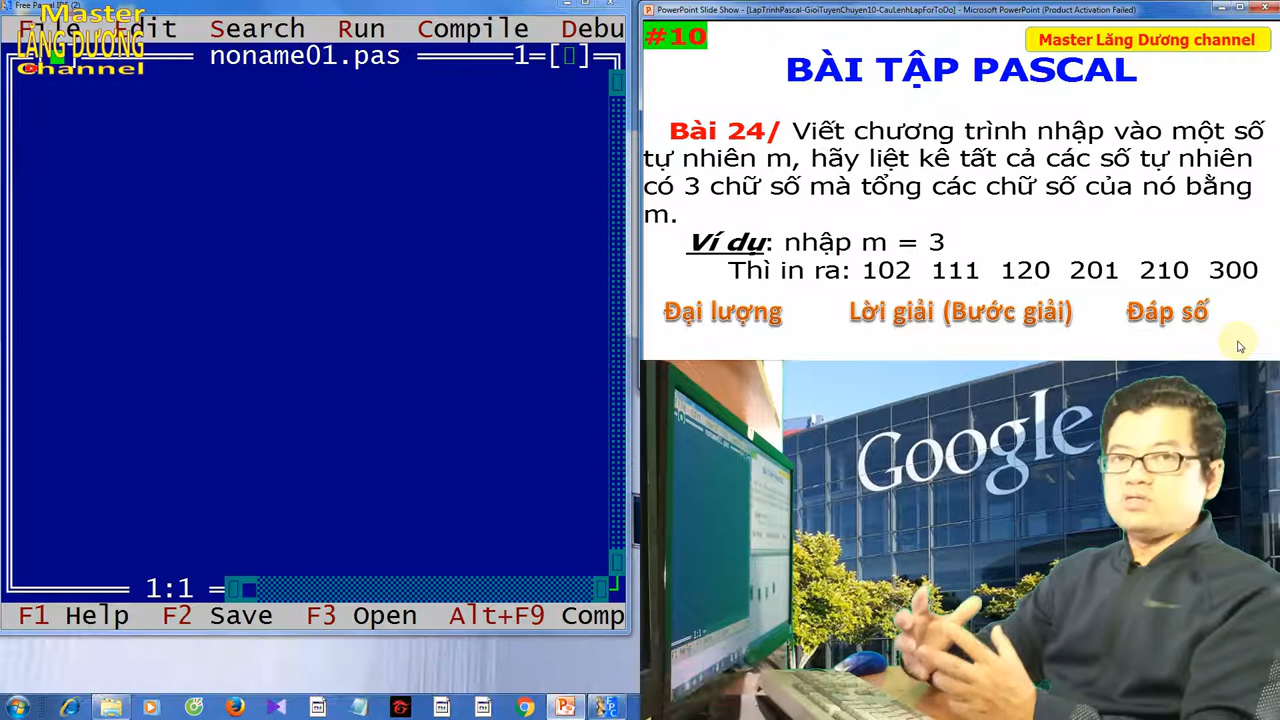 Free Pascal IDE (2)
Master
LĂNG DƯƠNG
Channel
Edit Search Run Compile Debu
noname01.pas 1=[ ]
1:1
F1 Help F2 Save F3 Open Alt+F9 Comp
PowerPoint Slide Show - [LapTrinhPascal-GioiTuyenChuyen10-CauLenhLapForToDo] - Microsoft PowerPoint (Product Activation Failed)
#10
Master Lăng Dương channel
BÀI TẬP PASCAL
Bài 24/ Viết chương trình nhập vào một số
tự nhiên m, hãy liệt kê tất cả các số tự nhiên
có 3 chữ số mà tổng các chữ số của nó bằng
m.
Ví dụ: nhập m = 3
Thì in ra: 102 111 120 201 210 300
Đại lượng Lời giải (Bước giải) Đáp số
Google